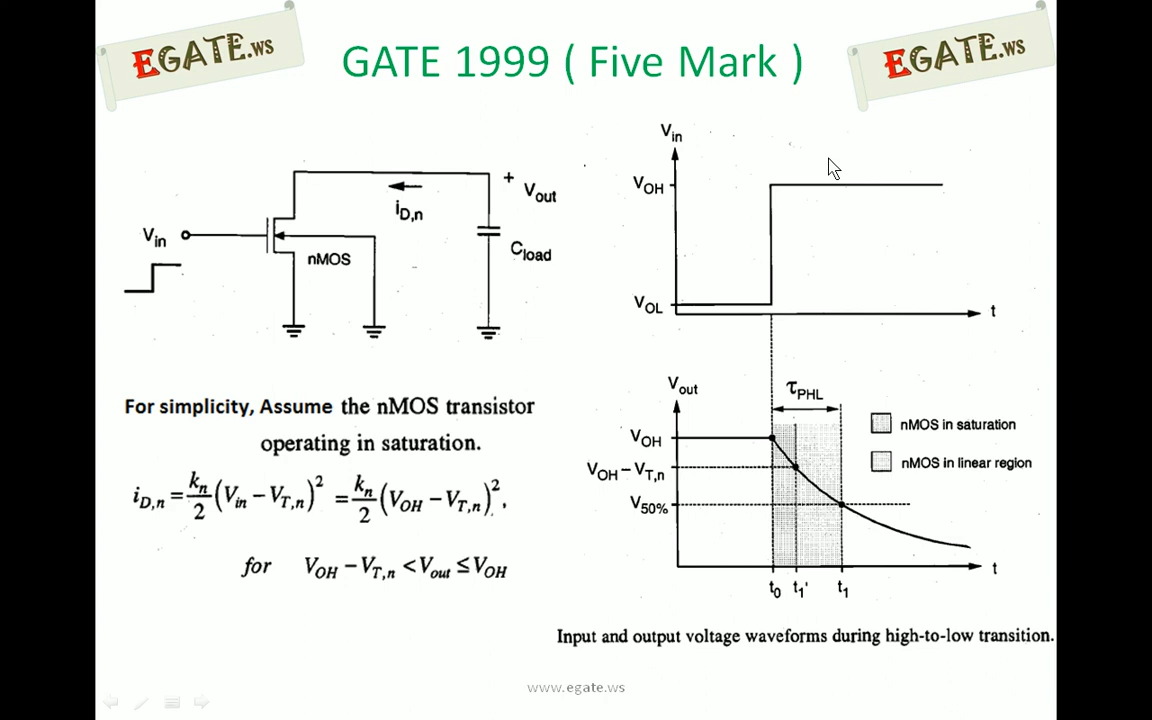 EGATE.ws
GATE 1999 ( Five Mark )
EGATE.ws
Vin
nMOS
iD,n
+
Vout
Cload
Vin
VOH
VOL
t
Vout
τPHL
VOH
VOH – VT,n
V50%
t0 t1' t1
t
nMOS in saturation
nMOS in linear region
For simplicity, Assume the nMOS transistor
operating in saturation.
iD,n = kn/2 (Vin – VT,n)² = kn/2 (VOH – VT,n)²,
for VOH – VT,n < Vout ≤ VOH
Input and output voltage waveforms during high-to-low transition.
www.egate.ws